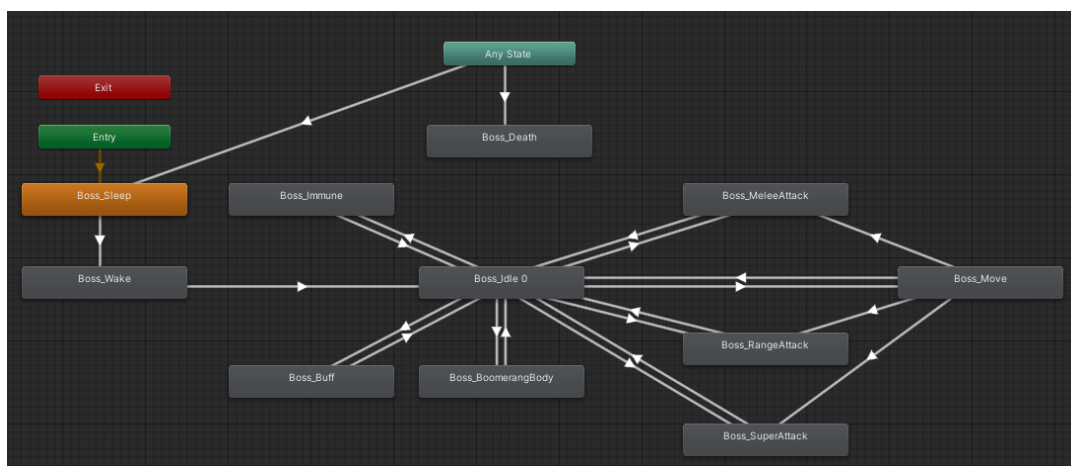 Any State
Exit
Boss_Death
Entry
Boss_Sleep
Boss_Immune
Boss_MeleeAttack
Boss_Wake
Boss_Idle 0
Boss_Move
Boss_RangeAttack
Boss_Buff
Boss_BoomerangBody
Boss_SuperAttack